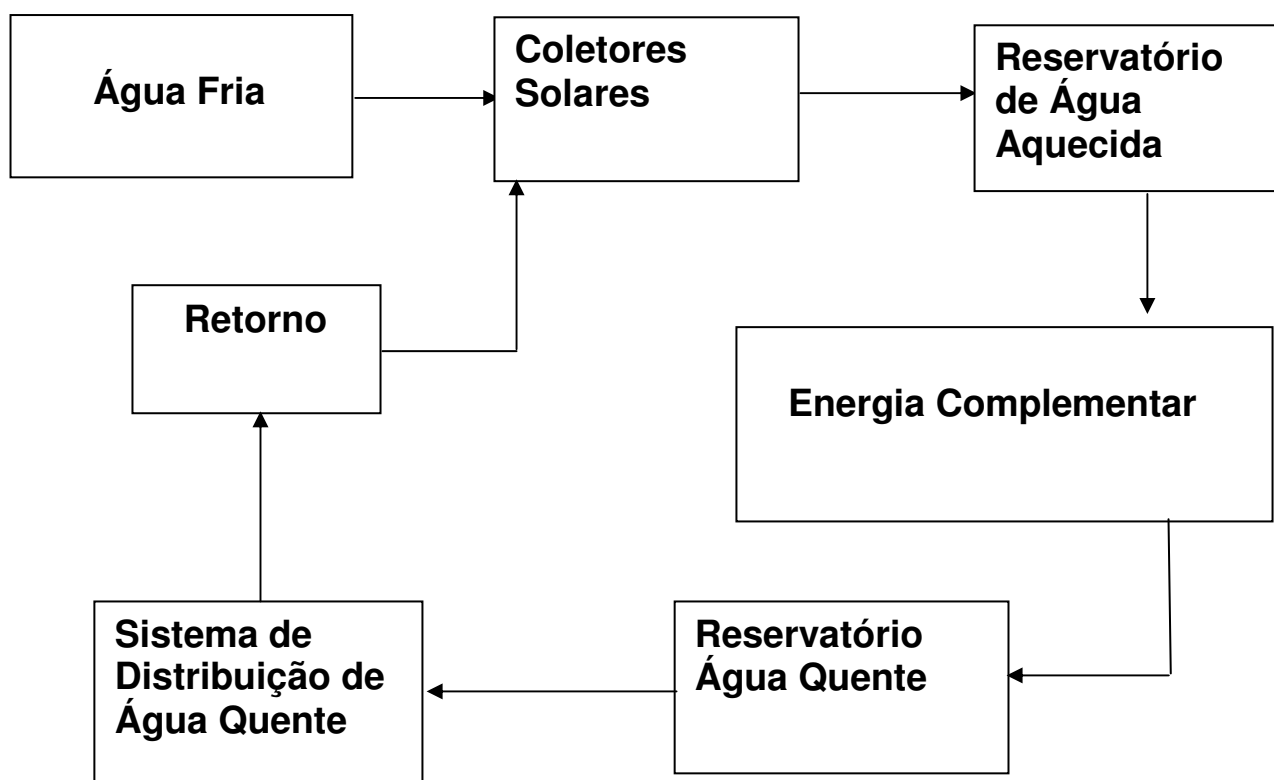 Água Fria
Coletores
Solares
Reservatório
de Água
Aquecida
Retorno
Energia Complementar
Sistema de
Distribuição de
Água Quente
Reservatório
Água Quente